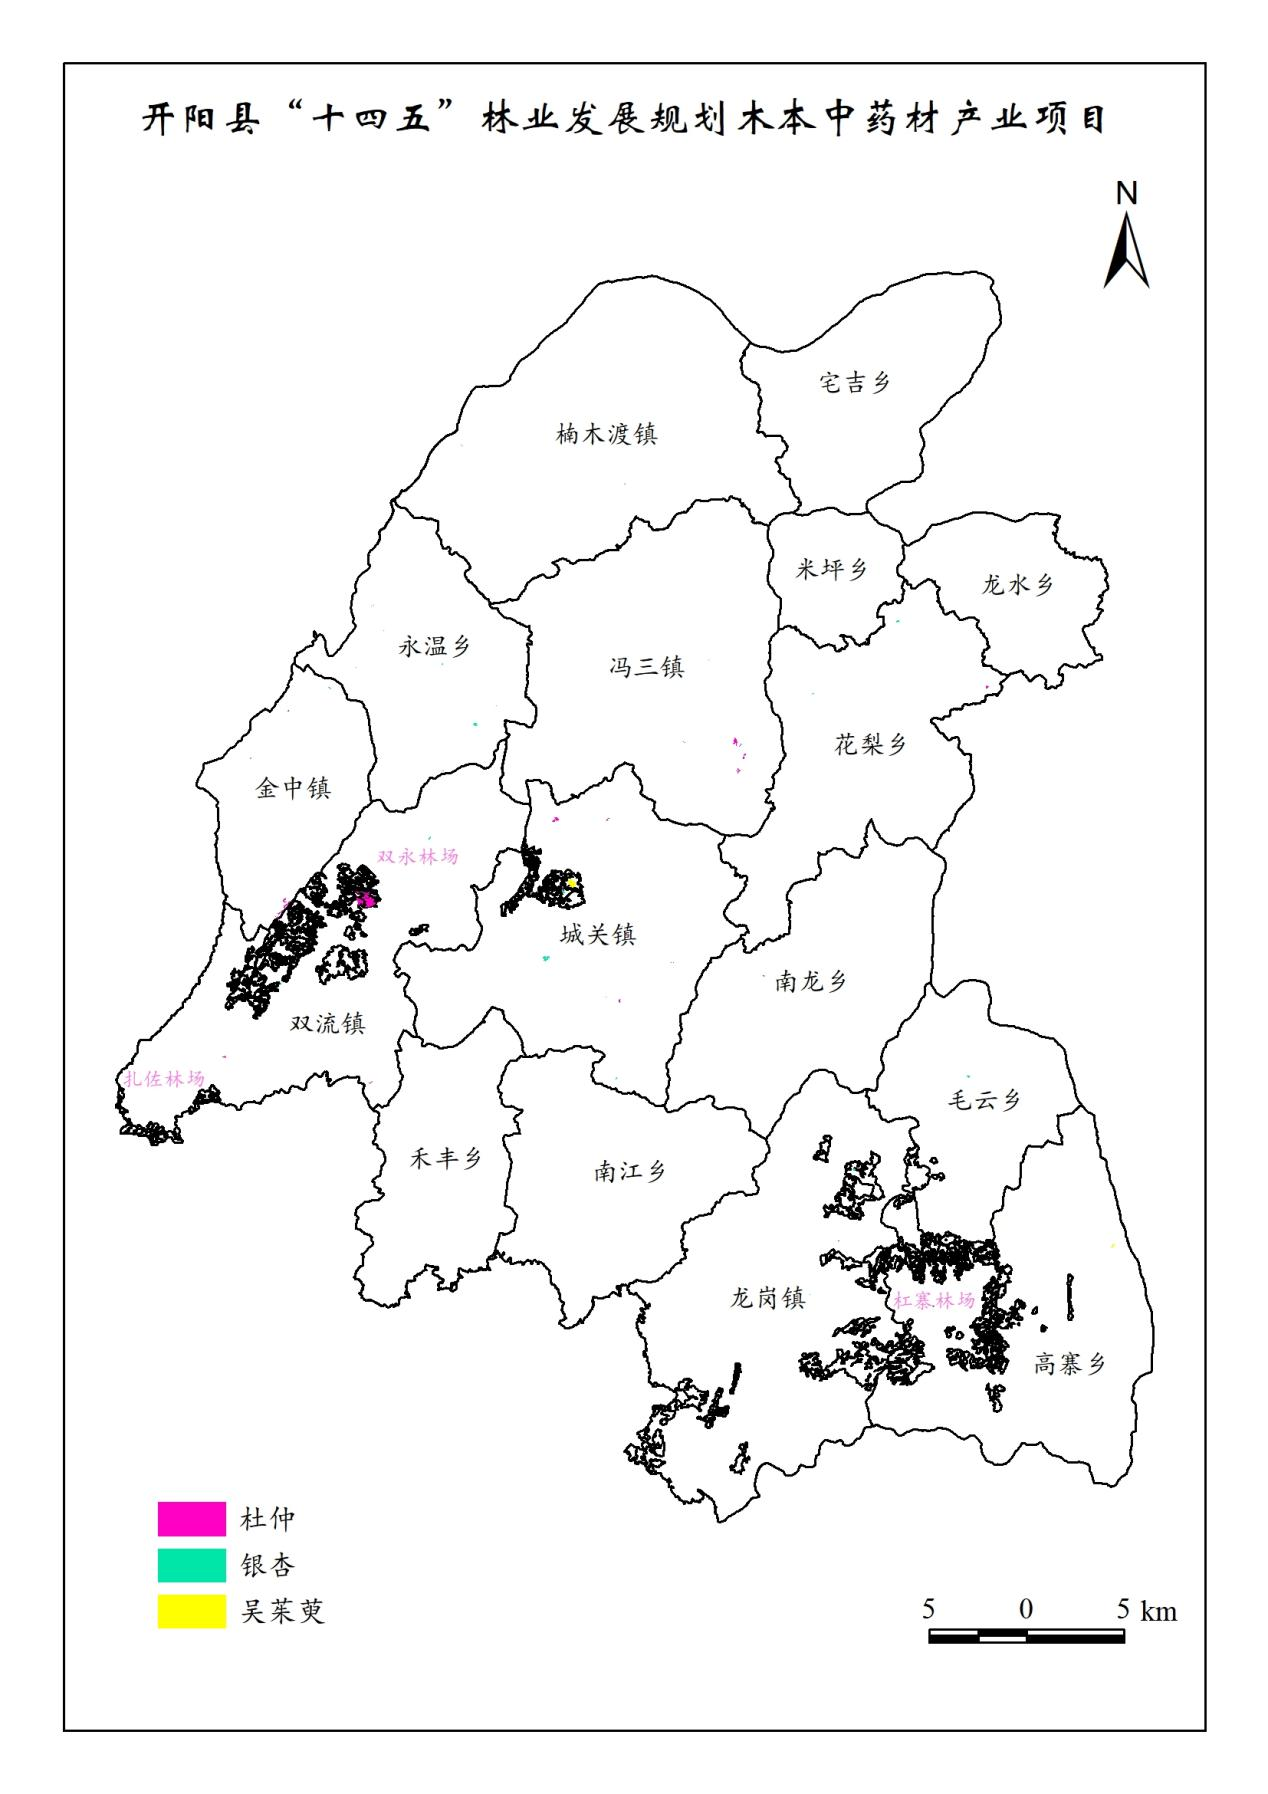 开阳县“十四五”林业发展规划木本中药材产业项目
N
宅吉乡
楠木渡镇
米坪乡
龙水乡
永温乡
冯三镇
花梨乡
金中镇
双永林场
城关镇
南龙乡
双流镇
扎佐林场
毛云乡
禾丰乡
南江乡
龙岗镇
杠寨林场
高寨乡
杜仲
银杏
吴茱萸
5 0 5 km